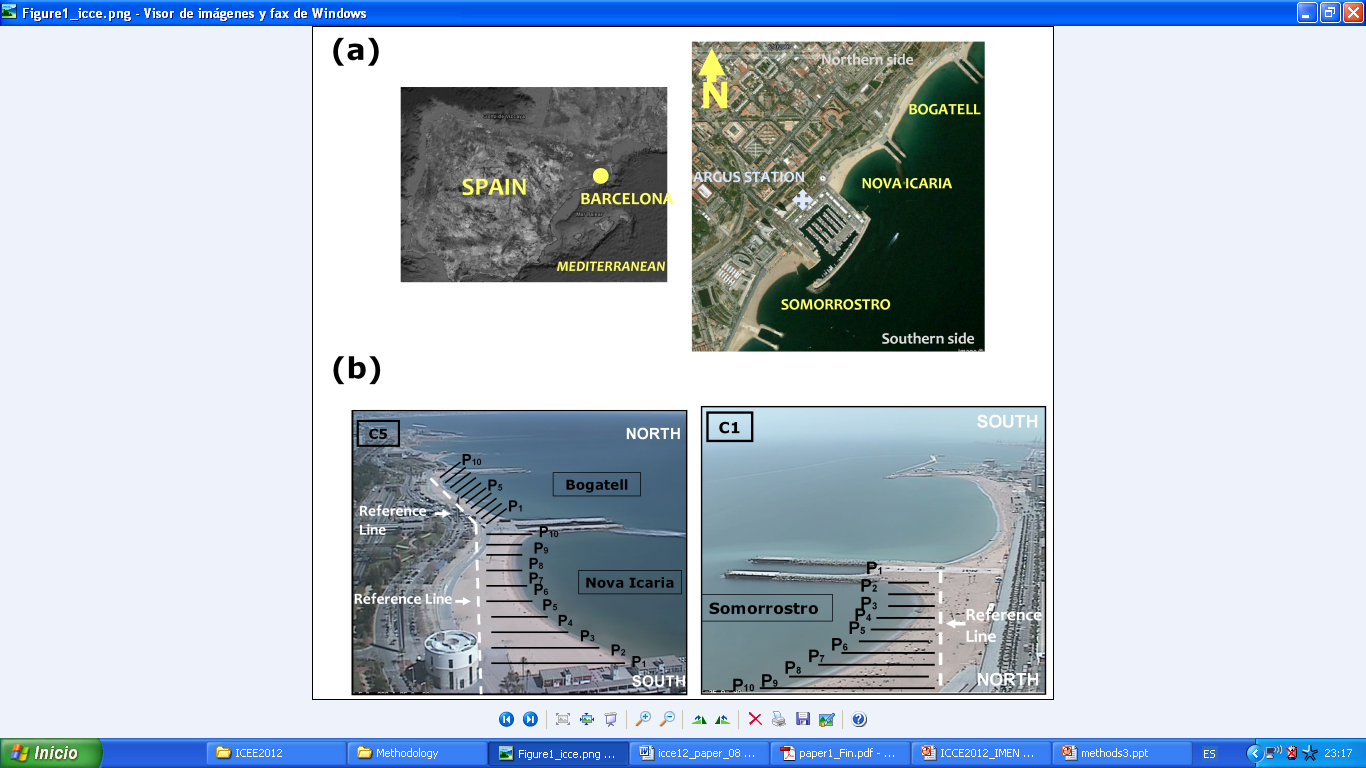 Figure1_icce.png - Visor de imágenes y fax de Windows
(a)
SPAIN
BARCELONA
MEDITERRANEAN
N
Northern side
BOGATELL
ARGUS STATION
NOVA ICARIA
SOMORROSTRO
Southern side
(b)
C5
NORTH
P10
P5
P1
Bogatell
Reference
Line
P10
P9
P8
P7
P6
P5
P4
P3
P2
P1
Nova Icaria
Reference Line
SOUTH
C1
SOUTH
P1
P2
P3
P4
P5
P6
P7
P8
P9
P10
Somorrostro
Reference
Line
NORTH
Inicio
ICEE2012
Methodology
Figure1_icce.png ...
icce12_paper_08 ...
paper1_Fin.pdf - ...
ICCE2012_IMEN ...
methods3.ppt
ES
23:17